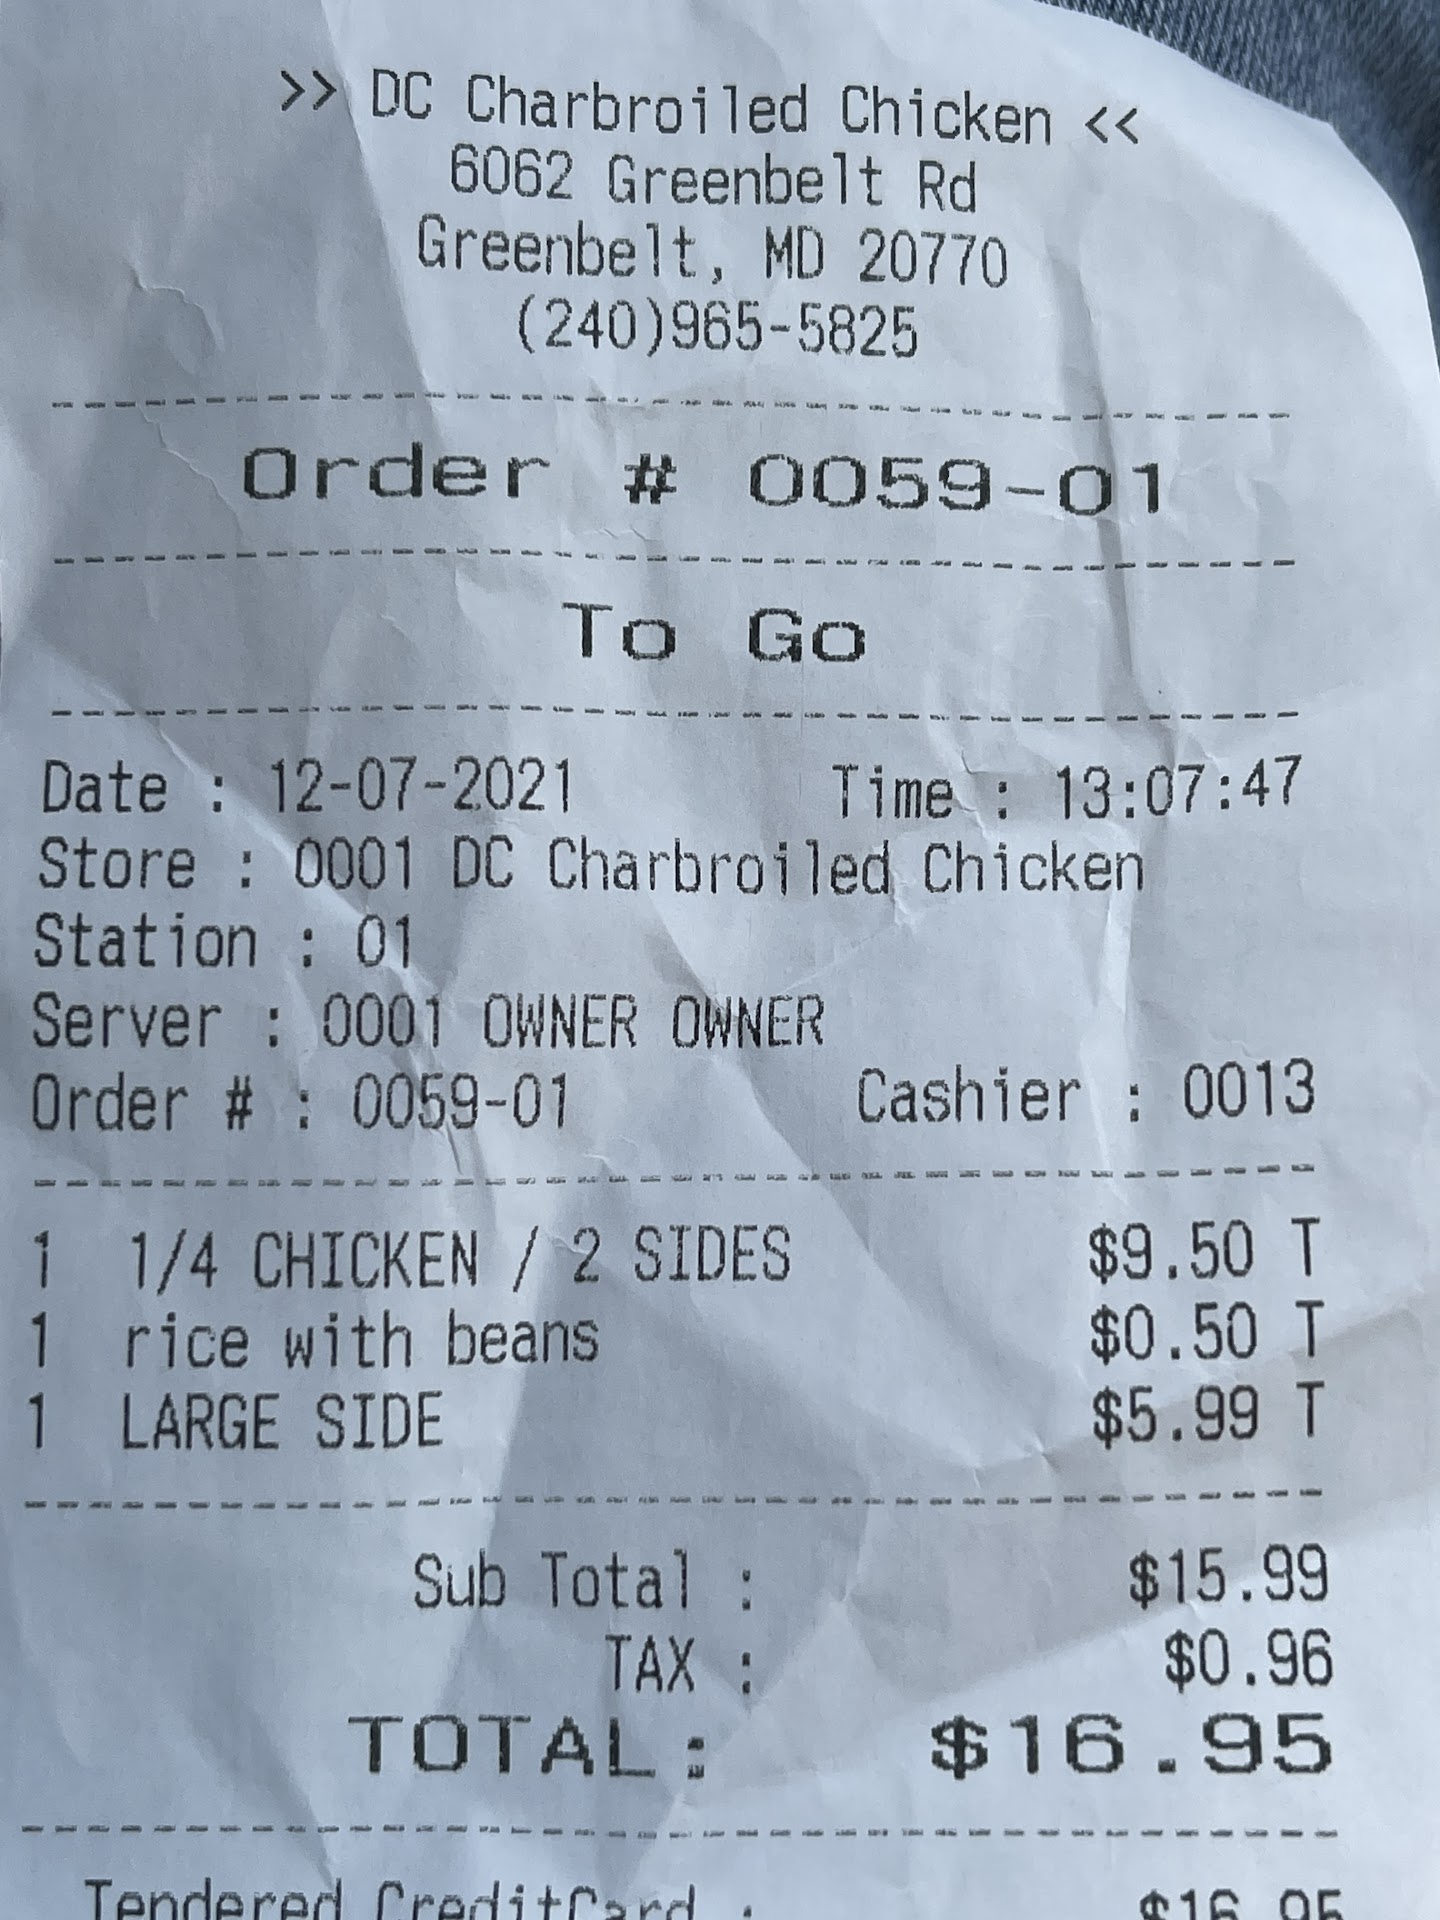 >> DC Charbroiled Chicken <<
6062 Greenbelt Rd
Greenbelt, MD 20770
(240)965-5825
Order # 0059-01
To Go
Date : 12-07-2021 Time : 13:07:47
Store : 0001 DC Charbroiled Chicken
Station : 01
Server : 0001 OWNER OWNER
Order # : 0059-01 Cashier : 0013
1 1/4 CHICKEN / 2 SIDES $9.50 T
1 rice with beans $0.50 T
1 LARGE SIDE $5.99 T
Sub Total : $15.99
TAX : $0.96
TOTAL: $16.95
Tendered CreditCard : $16.95